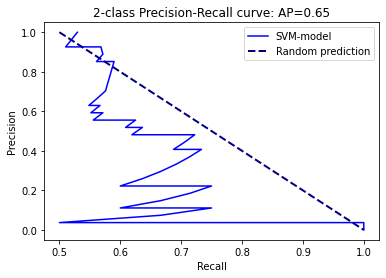 2-class Precision-Recall curve: AP=0.65
SVM-model
Random prediction
Precision
1.0
0.8
0.6
0.4
0.2
0.0
0.5 0.6 0.7 0.8 0.9 1.0
Recall